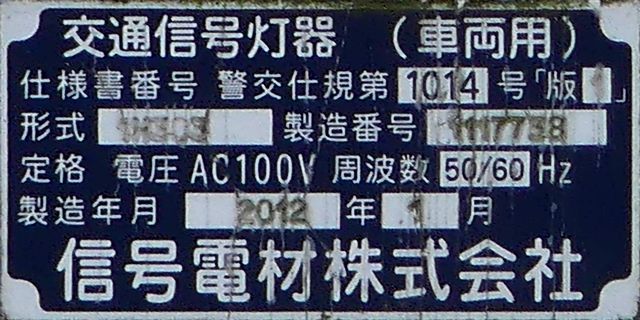 交通信号灯器 （車両用）
仕様書番号 警交仕規第 1014 号「版1」
形式 製造番号
定格 電圧 AC100V 周波数 50/60 Hz
製造年月 2012 年 1 月
信号電材株式会社